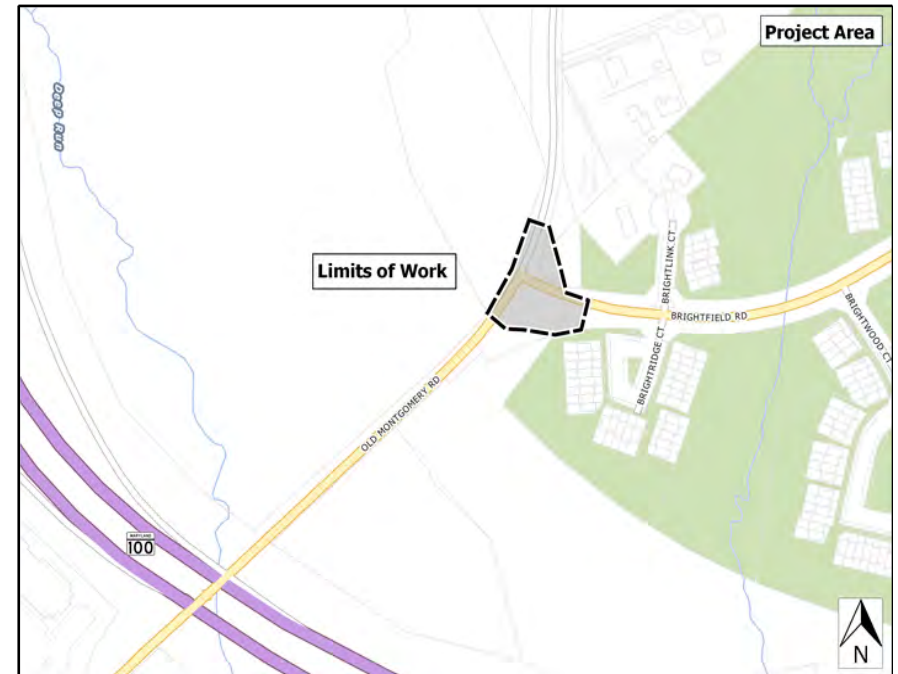 Project Area
Deep Run
Limits of Work
BRIGHTLINK CT
BRIGHTFIELD RD
BRIGHTWOOD CT
BRIGHTRIDGE CT
OLD MONTGOMERY RD
MARYLAND
100
N